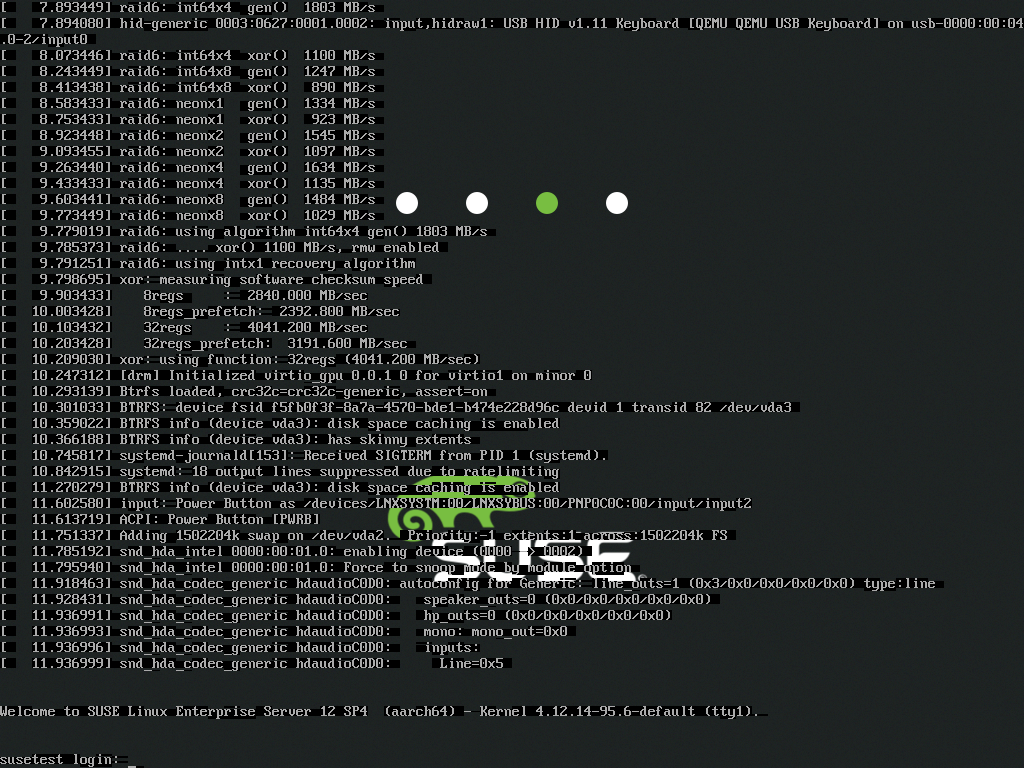 [    7.893449] raid6: int64x4  gen()  1803 MB/s
[    7.894080] hid-generic 0003:0627:0001.0002: input,hidraw1: USB HID v1.11 Keyboard [QEMU QEMU USB Keyboard] on usb-0000:00:04
.0-2/input0
[    8.073446] raid6: int64x4  xor()  1100 MB/s
[    8.243449] raid6: int64x8  gen()  1247 MB/s
[    8.413438] raid6: int64x8  xor()   890 MB/s
[    8.583433] raid6: neonx1   gen()  1334 MB/s
[    8.753433] raid6: neonx1   xor()   923 MB/s
[    8.923448] raid6: neonx2   gen()  1545 MB/s
[    9.093455] raid6: neonx2   xor()  1097 MB/s
[    9.263440] raid6: neonx4   gen()  1634 MB/s
[    9.433433] raid6: neonx4   xor()  1135 MB/s
[    9.603441] raid6: neonx8   gen()  1484 MB/s
[    9.773449] raid6: neonx8   xor()  1029 MB/s
[    9.779019] raid6: using algorithm int64x4 gen() 1803 MB/s
[    9.785373] raid6: .... xor() 1100 MB/s, rmw enabled
[    9.791251] raid6: using intx1 recovery algorithm
[    9.798695] xor: measuring software checksum speed
[    9.903433]    8regs     :  2840.000 MB/sec
[   10.003428]    8regs_prefetch:  2392.800 MB/sec
[   10.103432]    32regs    :  4041.200 MB/sec
[   10.203428]    32regs_prefetch:  3191.600 MB/sec
[   10.209030] xor: using function: 32regs (4041.200 MB/sec)
[   10.247312] [drm] Initialized virtio_gpu 0.0.1 0 for virtio1 on minor 0
[   10.293139] Btrfs loaded, crc32c=crc32c-generic, assert=on
[   10.301033] BTRFS: device fsid f5fb0f3f-8a7a-4570-bde1-b474e228d96c devid 1 transid 82 /dev/vda3
[   10.359022] BTRFS info (device vda3): disk space caching is enabled
[   10.366188] BTRFS info (device vda3): has skinny extents
[   10.745817] systemd-journald[153]: Received SIGTERM from PID 1 (systemd).
[   10.842915] systemd: 18 output lines suppressed due to ratelimiting
[   11.270279] BTRFS info (device vda3): disk space caching is enabled
[   11.602580] input: Power Button as /devices/LNXSYSTM:00/LNXSYBUS:00/PNP0C0C:00/input/input2
[   11.613719] ACPI: Power Button [PWRB]
[   11.751337] Adding 1502204k swap on /dev/vda2.  Priority:-1 extents:1 across:1502204k FS
[   11.785192] snd_hda_intel 0000:00:01.0: enabling device (0000 -> 0002)
[   11.795940] snd_hda_intel 0000:00:01.0: Force to snoop mode by module option
SUSE
[   11.918463] snd_hda_codec_generic hdaudioC0D0: autoconfig for Generic: line_outs=1 (0x3/0x0/0x0/0x0/0x0) type:line
[   11.928431] snd_hda_codec_generic hdaudioC0D0:    speaker_outs=0 (0x0/0x0/0x0/0x0/0x0)
[   11.936991] snd_hda_codec_generic hdaudioC0D0:    hp_outs=0 (0x0/0x0/0x0/0x0/0x0)
[   11.936993] snd_hda_codec_generic hdaudioC0D0:    mono: mono_out=0x0
[   11.936996] snd_hda_codec_generic hdaudioC0D0:    inputs:
[   11.936999] snd_hda_codec_generic hdaudioC0D0:      Line=0x5
Welcome to SUSE Linux Enterprise Server 12 SP4  (aarch64) - Kernel 4.12.14-95.6-default (tty1).
susetest login: _